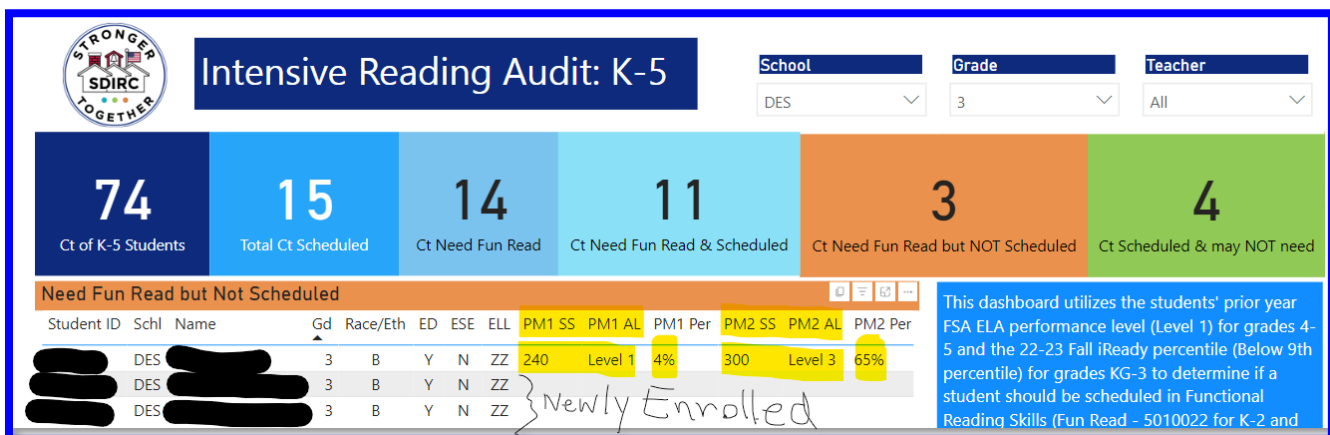 STRONGER
SDIRC
TOGETHER
Intensive Reading Audit: K-5
School
DES
Grade
3
Teacher
All
74
Ct of K-5 Students
15
Total Ct Scheduled
14
Ct Need Fun Read
11
Ct Need Fun Read & Scheduled
3
Ct Need Fun Read but NOT Scheduled
4
Ct Scheduled & may NOT need
Need Fun Read but Not Scheduled
Student ID Schl Name Gd Race/Eth ED ESE ELL PM1 SS PM1 AL PM1 Per PM2 SS PM2 AL PM2 Per
DES 3 B Y N ZZ 240 Level 1 4% 300 Level 3 65%
DES 3 B Y N ZZ
DES 3 B Y N ZZ
Newly Enrolled
This dashboard utilizes the students' prior year
FSA ELA performance level (Level 1) for grades 4-
5 and the 22-23 Fall iReady percentile (Below 9th
percentile) for grades KG-3 to determine if a
student should be scheduled in Functional
Reading Skills (Fun Read - 5010022 for K-2 and